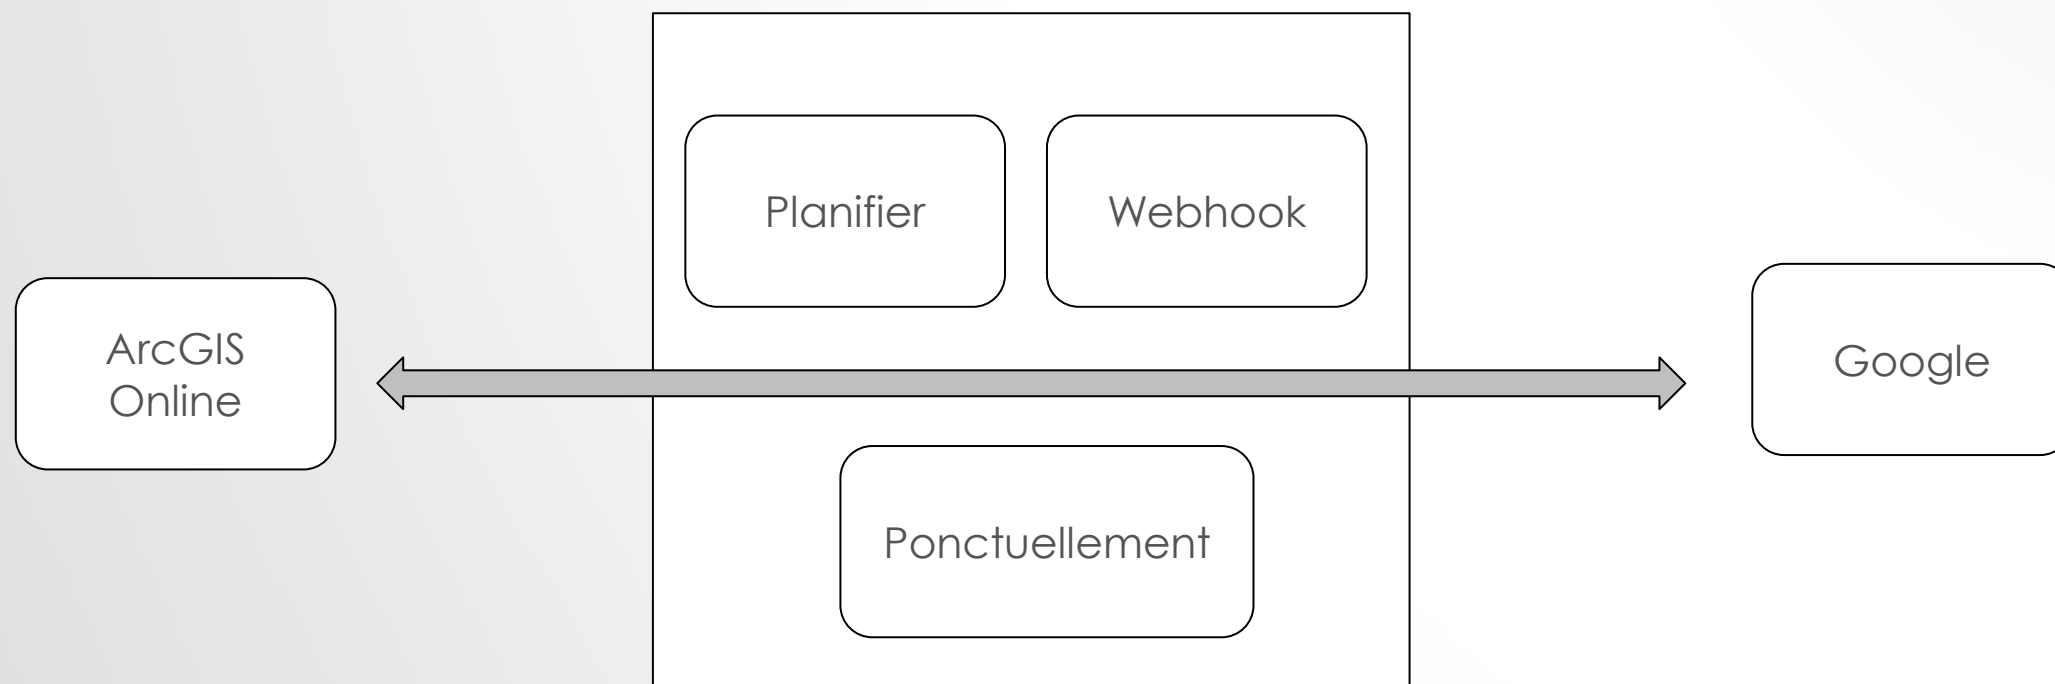 Planifier
Webhook
ArcGIS
Online
Google
Ponctuellement